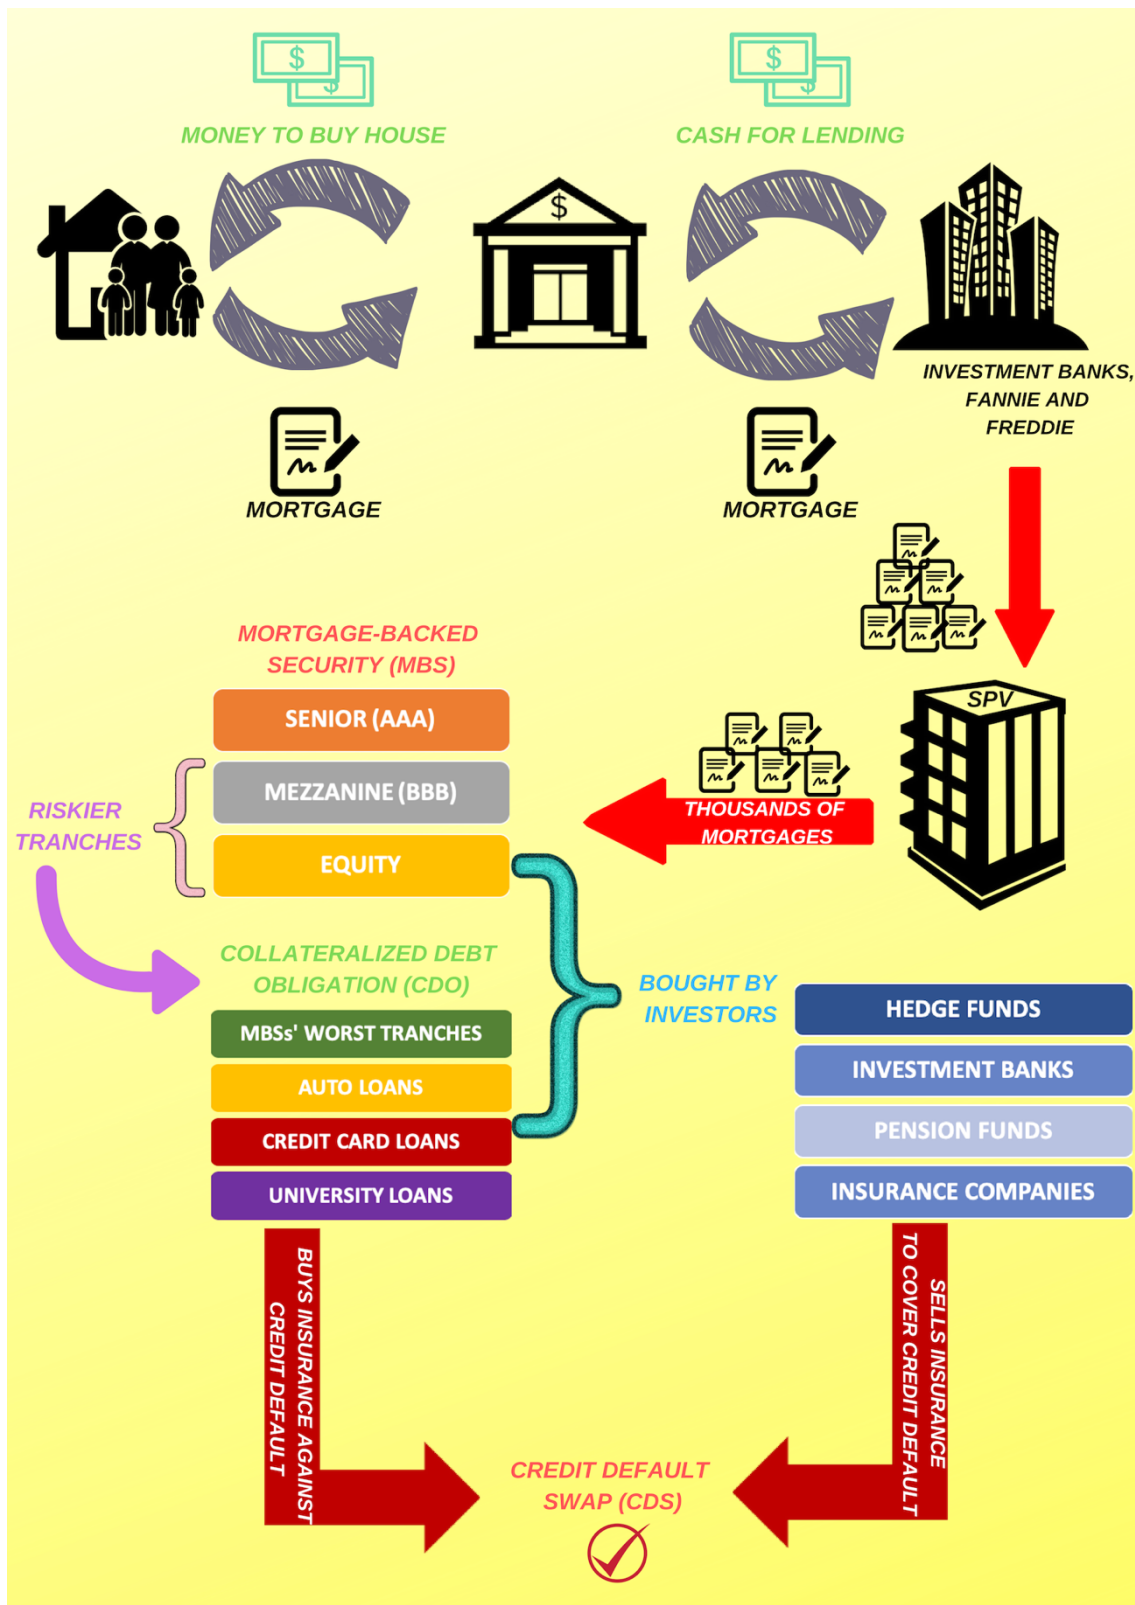 $
$
$
$
MONEY TO BUY HOUSE
CASH FOR LENDING
$
INVESTMENT BANKS,
FANNIE AND
FREDDIE
MORTGAGE
MORTGAGE
MORTGAGE-BACKED
SECURITY (MBS)
SENIOR (AAA)
MEZZANINE (BBB)
EQUITY
RISKIER
TRANCHES
SPV
THOUSANDS OF
MORTGAGES
COLLATERALIZED DEBT
OBLIGATION (CDO)
MBSs' WORST TRANCHES
AUTO LOANS
CREDIT CARD LOANS
UNIVERSITY LOANS
BOUGHT BY
INVESTORS
HEDGE FUNDS
INVESTMENT BANKS
PENSION FUNDS
INSURANCE COMPANIES
BUYS INSURANCE AGAINST
CREDIT DEFAULT
SELLS INSURANCE
TO COVER CREDIT DEFAULT
CREDIT DEFAULT
SWAP (CDS)